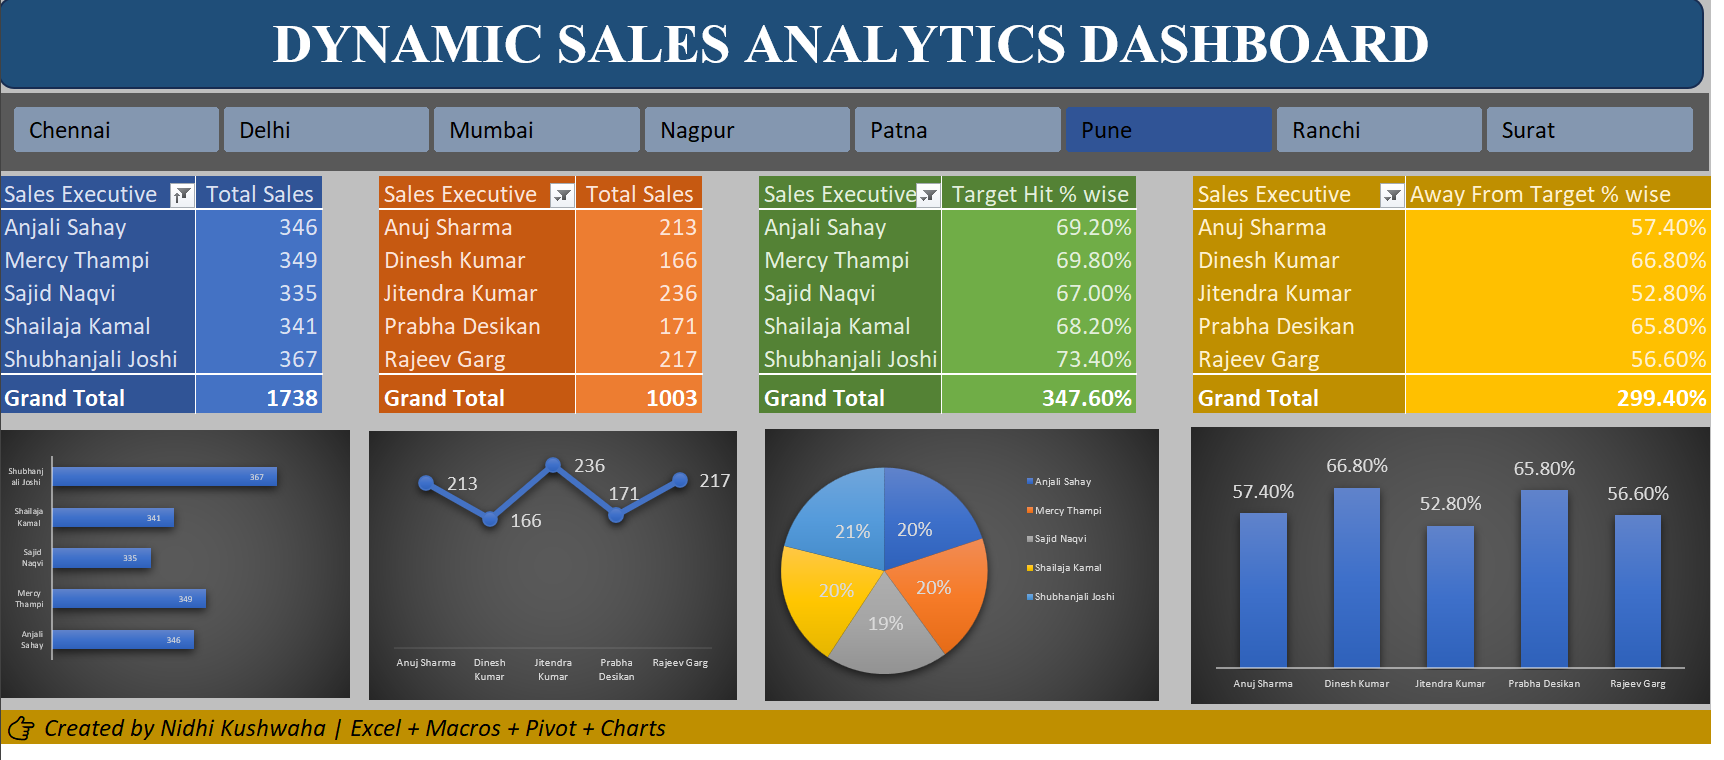 DYNAMIC SALES ANALYTICS DASHBOARD
Chennai Delhi Mumbai Nagpur Patna Pune Ranchi Surat
Sales Executive Total Sales
Anjali Sahay 346
Mercy Thampi 349
Sajid Naqvi 335
Shailaja Kamal 341
Shubhanjali Joshi 367
Grand Total 1738
Sales Executive Total Sales
Anuj Sharma 213
Dinesh Kumar 166
Jitendra Kumar 236
Prabha Desikan 171
Rajeev Garg 217
Grand Total 1003
Sales Executive Target Hit % wise
Anjali Sahay 69.20%
Mercy Thampi 69.80%
Sajid Naqvi 67.00%
Shailaja Kamal 68.20%
Shubhanjali Joshi 73.40%
Grand Total 347.60%
Sales Executive Away From Target % wise
Anuj Sharma 57.40%
Dinesh Kumar 66.80%
Jitendra Kumar 52.80%
Prabha Desikan 65.80%
Rajeev Garg 56.60%
Grand Total 299.40%
Shubhanj
ali Joshi
367
Shailaja
Kamal
341
Sajid
Naqvi
335
Mercy
Thampi
349
Anjali
Sahay
346
213
166
236
171
217
Anuj Sharma
Dinesh
Kumar
Jitendra
Kumar
Prabha
Desikan
Rajeev Garg
20%
20%
19%
20%
21%
Anjali Sahay
Mercy Thampi
Sajid Naqvi
Shailaja Kamal
Shubhanjali Joshi
57.40%
66.80%
52.80%
65.80%
56.60%
Anuj Sharma Dinesh Kumar Jitendra Kumar Prabha Desikan Rajeev Garg
Created by Nidhi Kushwaha | Excel + Macros + Pivot + Charts